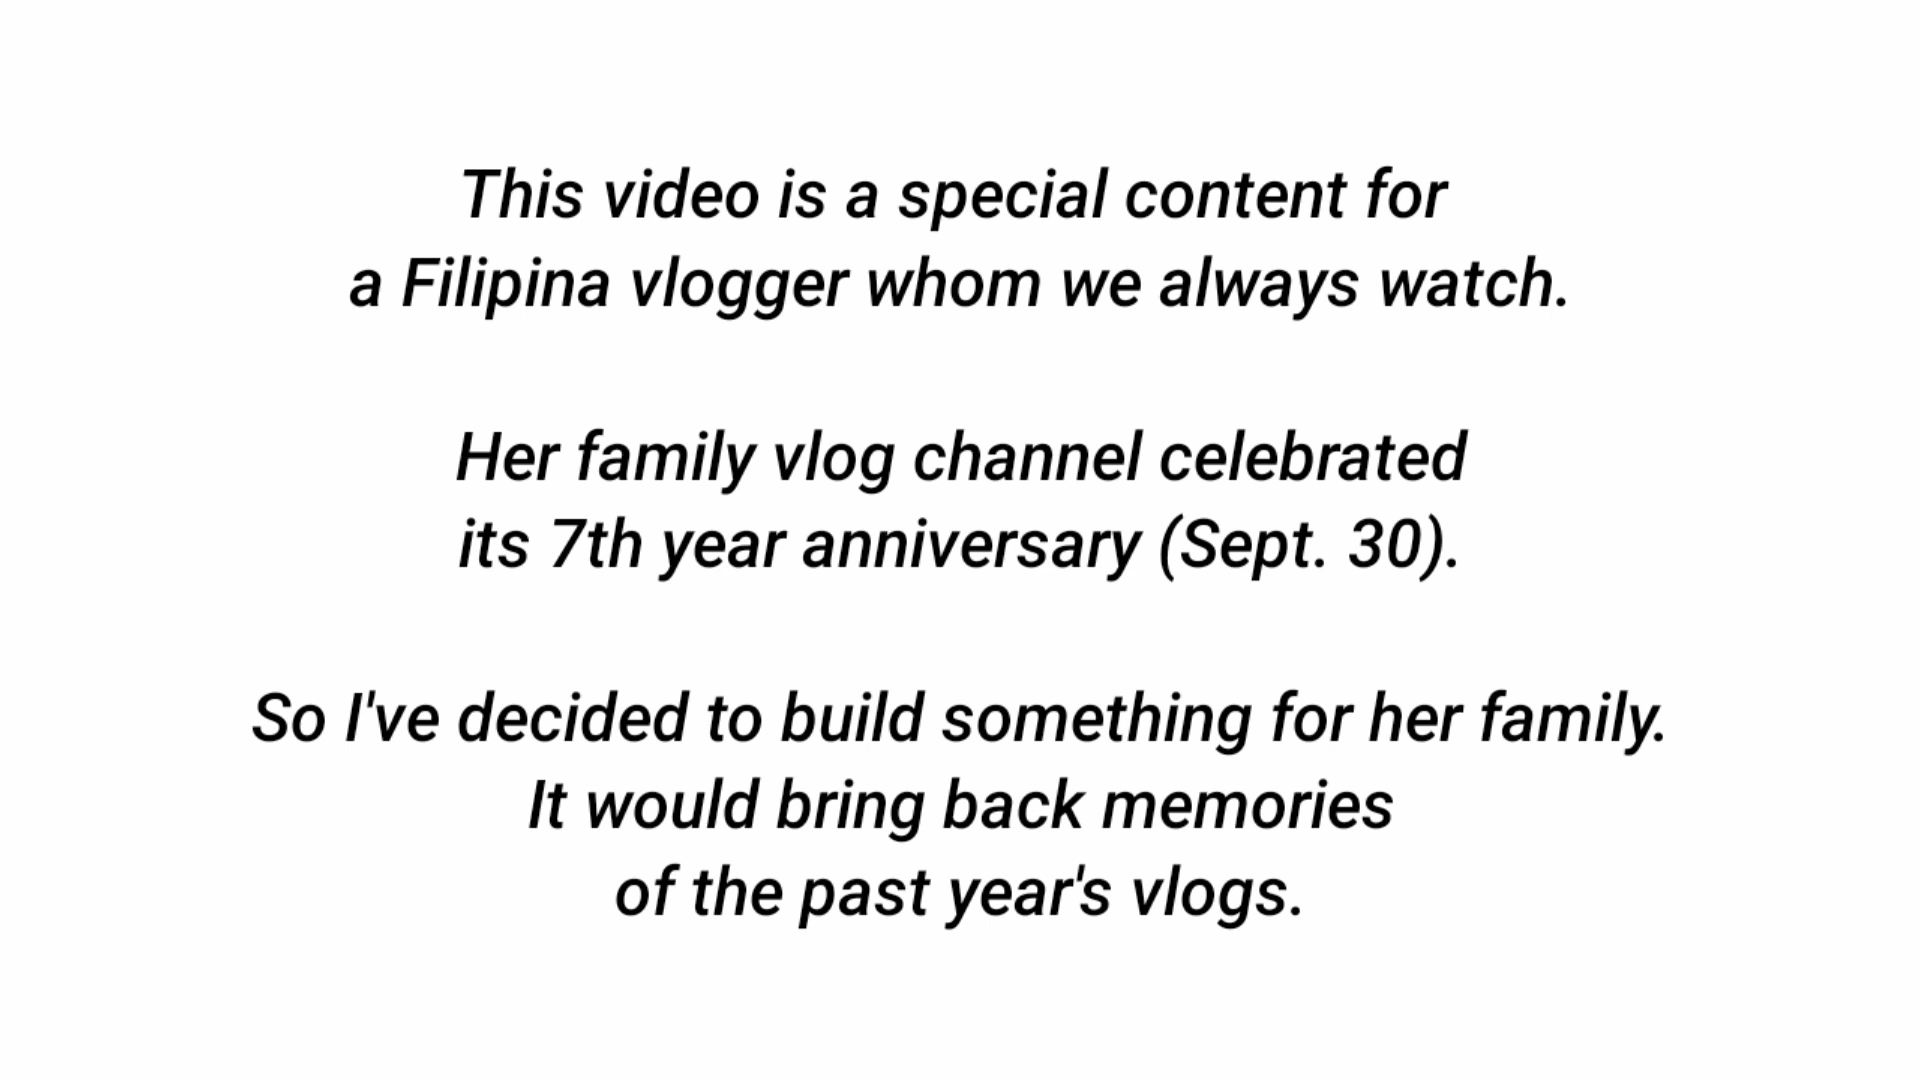 This video is a special content for
a Filipina vlogger whom we always watch.
Her family vlog channel celebrated
its 7th year anniversary (Sept. 30).
So I've decided to build something for her family.
It would bring back memories
of the past year's vlogs.